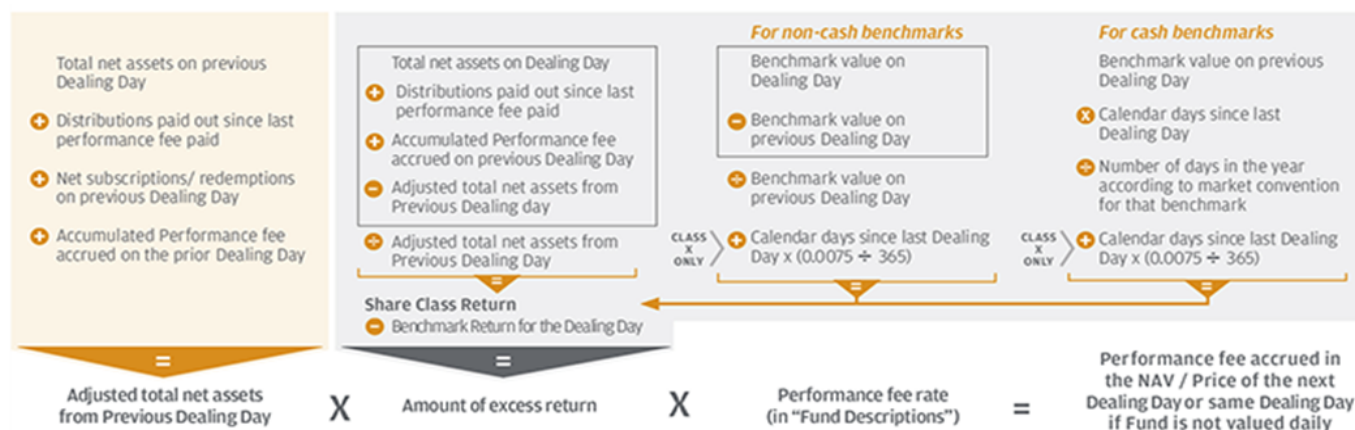 Total net assets on previous
Dealing Day
+ Distributions paid out since last
performance fee paid
+ Net subscriptions/ redemptions
on previous Dealing Day
+ Accumulated Performance fee
accrued on the prior Dealing Day
=
Adjusted total net assets
from Previous Dealing Day
X
Total net assets on Dealing Day
+ Distributions paid out since last
performance fee paid
+ Accumulated Performance fee
accrued on previous Dealing Day
− Adjusted total net assets from
Previous Dealing day
÷ Adjusted total net assets from
Previous Dealing Day
=
Share Class Return
− Benchmark Return for the Dealing Day
=
Amount of excess return
X
For non-cash benchmarks
Benchmark value on
Dealing Day
− Benchmark value on
previous Dealing Day
÷ Benchmark value on
previous Dealing Day
CLASS
X
ONLY
+ Calendar days since last Dealing
Day x (0.0075 ÷ 365)
=
For cash benchmarks
Benchmark value on previous
Dealing Day
x Calendar days since last
Dealing Day
÷ Number of days in the year
according to market convention
for that benchmark
CLASS
X
ONLY
+ Calendar days since last Dealing
Day x (0.0075 ÷ 365)
=
Performance fee rate
(in “Fund Descriptions”)
=
Performance fee accrued in
the NAV / Price of the next
Dealing Day or same Dealing Day
if Fund is not valued daily